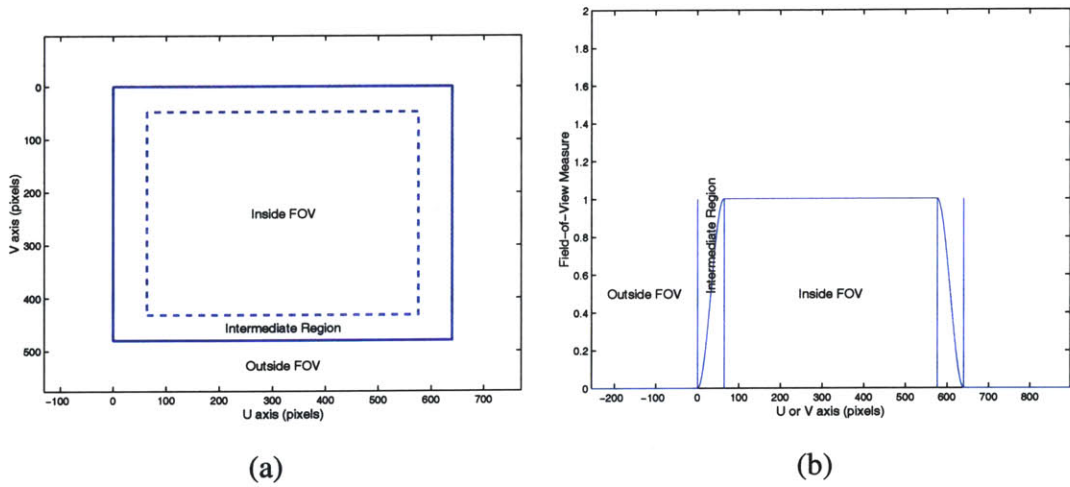 0
100
200
300
400
500
V axis (pixels)
Inside FOV
Intermediate Region
Outside FOV
−100 0 100 200 300 400 500 600 700
U axis (pixels)
(a)
2
1.8
1.6
1.4
1.2
1
0.8
0.6
0.4
0.2
0
Field−of−View Measure
Outside FOV
Intermediate Region
Inside FOV
−200 −100 0 100 200 300 400 500 600 700 800
U or V axis (pixels)
(b)